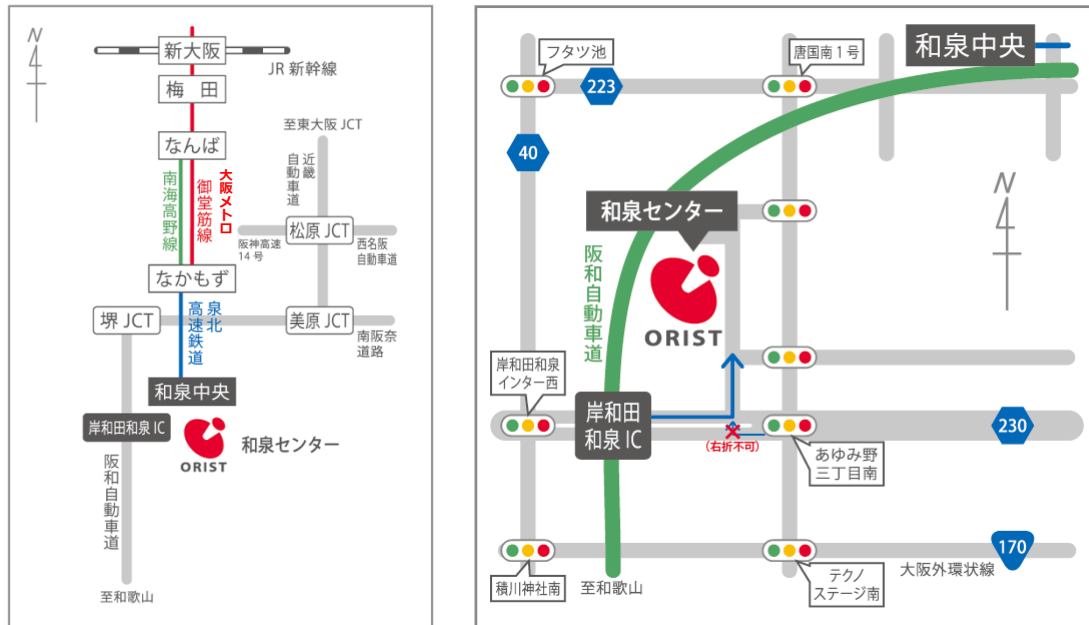 N
新大阪
JR 新幹線
梅 田
至東大阪 JCT
なんば
近畿
自動車道
南海高野線
御堂筋線
大阪メトロ
松原 JCT
阪神高速
14 号
西名阪
自動車道
なかもず
堺 JCT
泉北
高速鉄道
美原 JCT
南阪奈
道路
和泉中央
岸和田和泉 IC
ORIST
和泉センター
阪和自動車道
至和歌山
フタツ池
唐国南 1 号
和泉中央
223
40
N
和泉センター
阪和自動車道
ORIST
岸和田和泉
インター西
岸和田
和泉 IC
(右折不可)
230
あゆみ野
三丁目南
170
大阪外環状線
積川神社南
至和歌山
テクノ
ステージ南